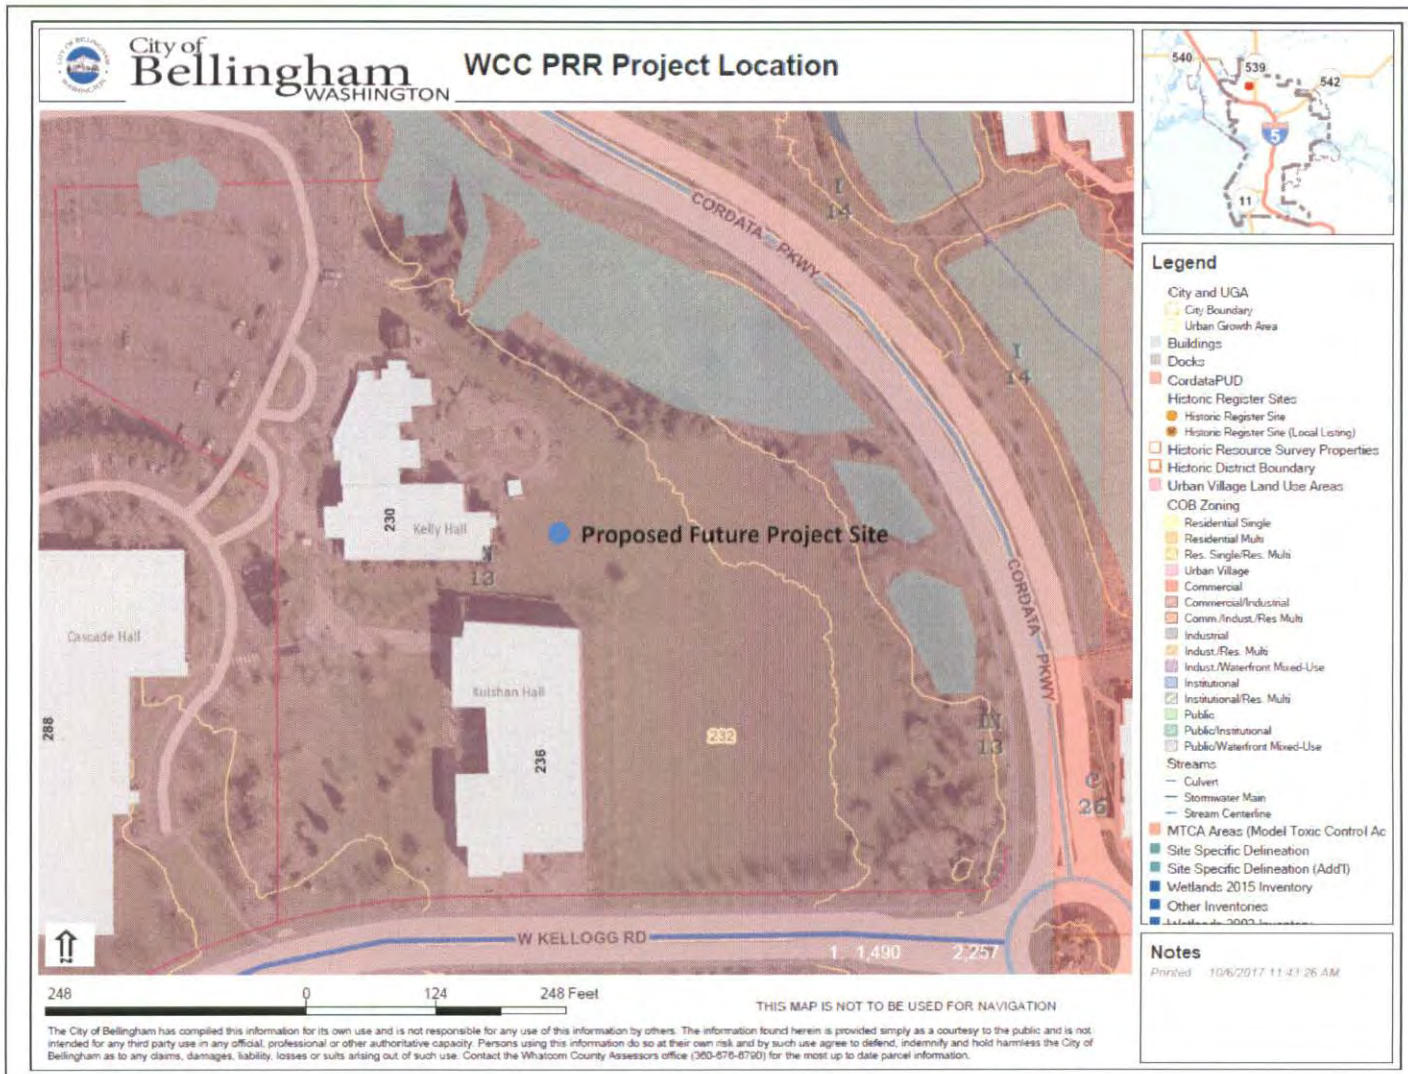 CITY OF BELLINGHAM
WASHINGTON
City of
Bellingham
WASHINGTON
WCC PRR Project Location
540
539
542
5
11
CORDATA PKWY
I
14
I
14
230
Kelly Hall
13
Proposed Future Project Site
Cascade Hall
288
Kulshan Hall
236
232
CORDATA PKWY
IN
13
C
26
W KELLOGG RD
1 1,490 2,257
N
Legend
City and UGA
City Boundary
Urban Growth Area
Buildings
Docks
CordataPUD
Historic Register Sites
Historic Register Site
Historic Register Site (Local Listing)
Historic Resource Survey Properties
Historic District Boundary
Urban Village Land Use Areas
COB Zoning
Residential Single
Residential Multi
Res. Single/Res. Multi
Urban Village
Commercial
Commercial/Industrial
Comm./Indust./Res Multi
Industrial
Indust./Res. Multi
Indust./Waterfront Mixed-Use
Institutional
Institutional/Res. Multi
Public
Public/Institutional
Public/Waterfront Mixed-Use
Streams
Culvert
Stormwater Main
Stream Centerline
MTCA Areas (Model Toxic Control Ac
Site Specific Delineation
Site Specific Delineation (Add'l)
Wetlands 2015 Inventory
Other Inventories
Notes
Printed 10/6/2017 11:43:26 AM
248 0 124 248 Feet
THIS MAP IS NOT TO BE USED FOR NAVIGATION
The City of Bellingham has compiled this information for its own use and is not responsible for any use of this information by others. The information found herein is provided simply as a courtesy to the public and is not
intended for any third party use in any official, professional or other authoritative capacity. Persons using this information do so at their own risk and by such use agree to defend, indemnify and hold harmless the City of
Bellingham as to any claims, damages, liability, losses or suits arising out of such use. Contact the Whatcom County Assessors office (360-676-6790) for the most up to date parcel information.